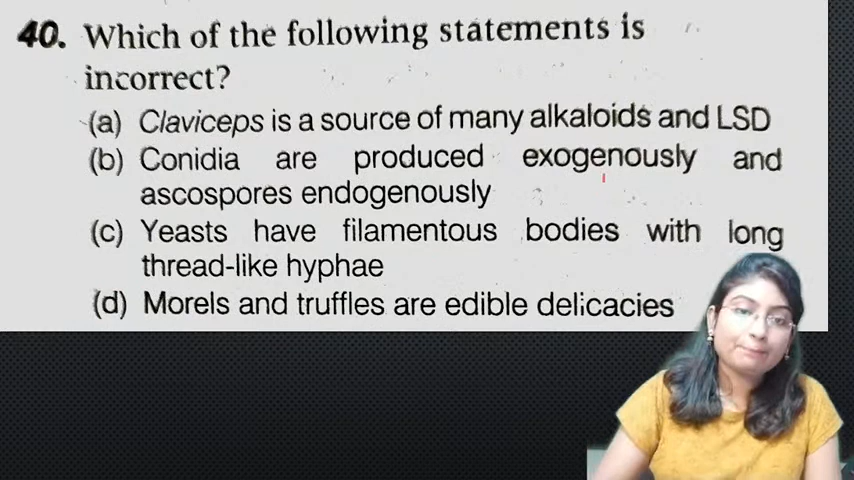 40. Which of the following statements is
incorrect?
(a) Claviceps is a source of many alkaloids and LSD
(b) Conidia are produced exogenously and
ascospores endogenously
(c) Yeasts have filamentous bodies with long
thread-like hyphae
(d) Morels and truffles are edible delicacies